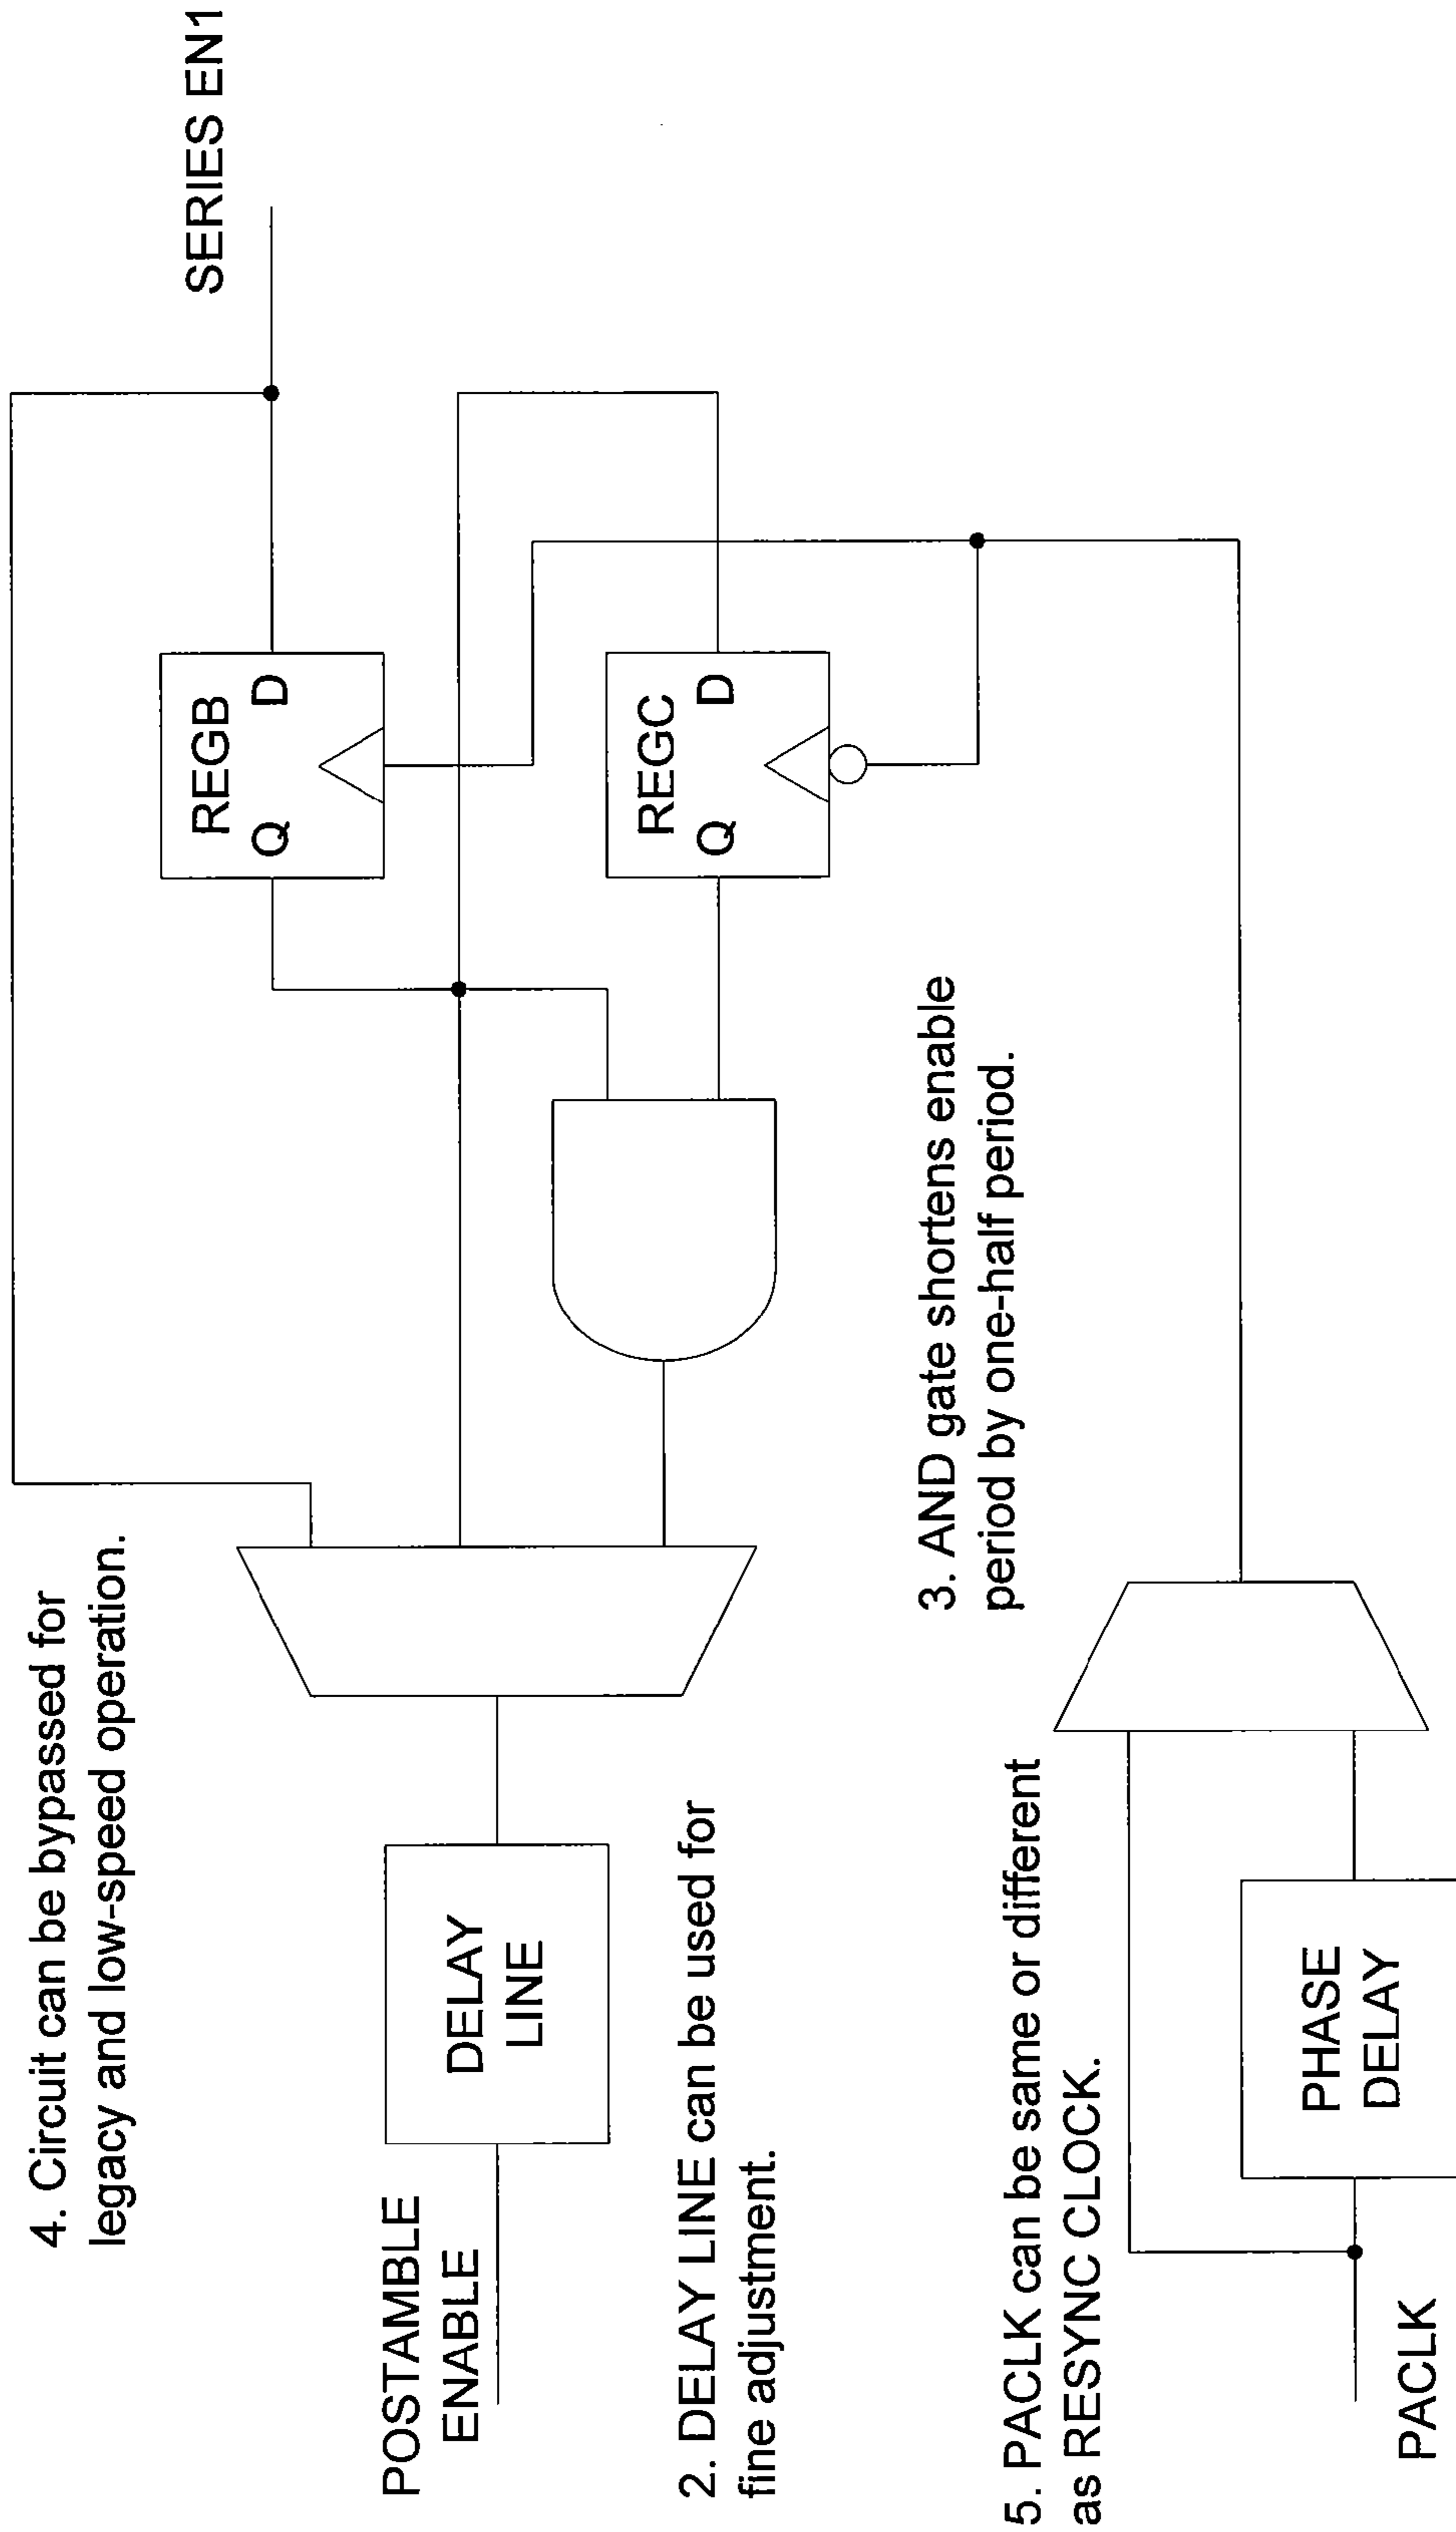 4. Circuit can be bypassed for
legacy and low-speed operation.
SERIES EN1
REGB
Q
D
POSTAMBLE
ENABLE
DELAY
LINE
REGC
Q
D
2. DELAY LINE can be used for
fine adjustment.
3. AND gate shortens enable
period by one-half period.
5. PACLK can be same or different
as RESYNC CLOCK.
PHASE
DELAY
PACLK